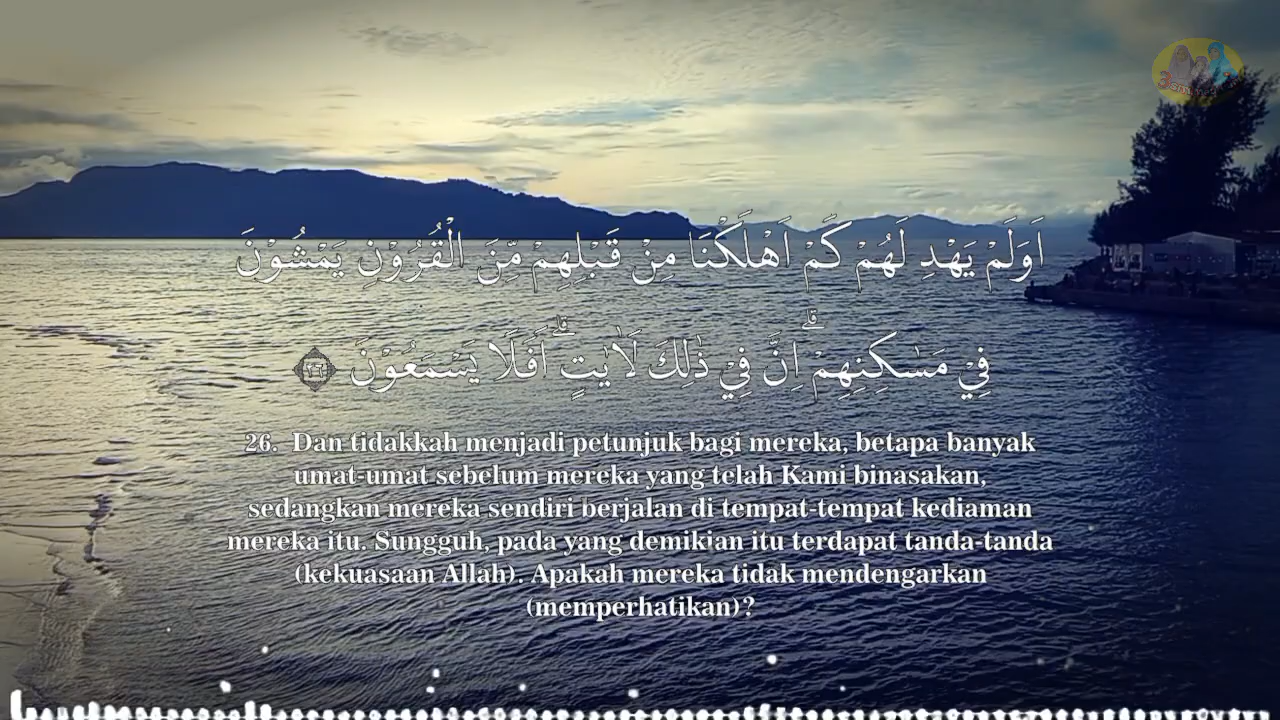 اَوَلَمْ يَهْدِ لَهُمْ كَمْ اَهْلَكْنَا مِنْ قَبْلِهِمْ مِّنَ الْقُرُوْنِ يَمْشُوْنَ
فِيْ مَسٰكِنِهِمْ ۗاِنَّ فِيْ ذٰلِكَ لَاٰيٰتٍ ۗاَفَلَا يَسْمَعُوْنَ ٢٦
26. Dan tidakkah menjadi petunjuk bagi mereka, betapa banyak
umat-umat sebelum mereka yang telah Kami binasakan,
sedangkan mereka sendiri berjalan di tempat-tempat kediaman
mereka itu. Sungguh, pada yang demikian itu terdapat tanda-tanda
(kekuasaan Allah). Apakah mereka tidak mendengarkan
(memperhatikan)?